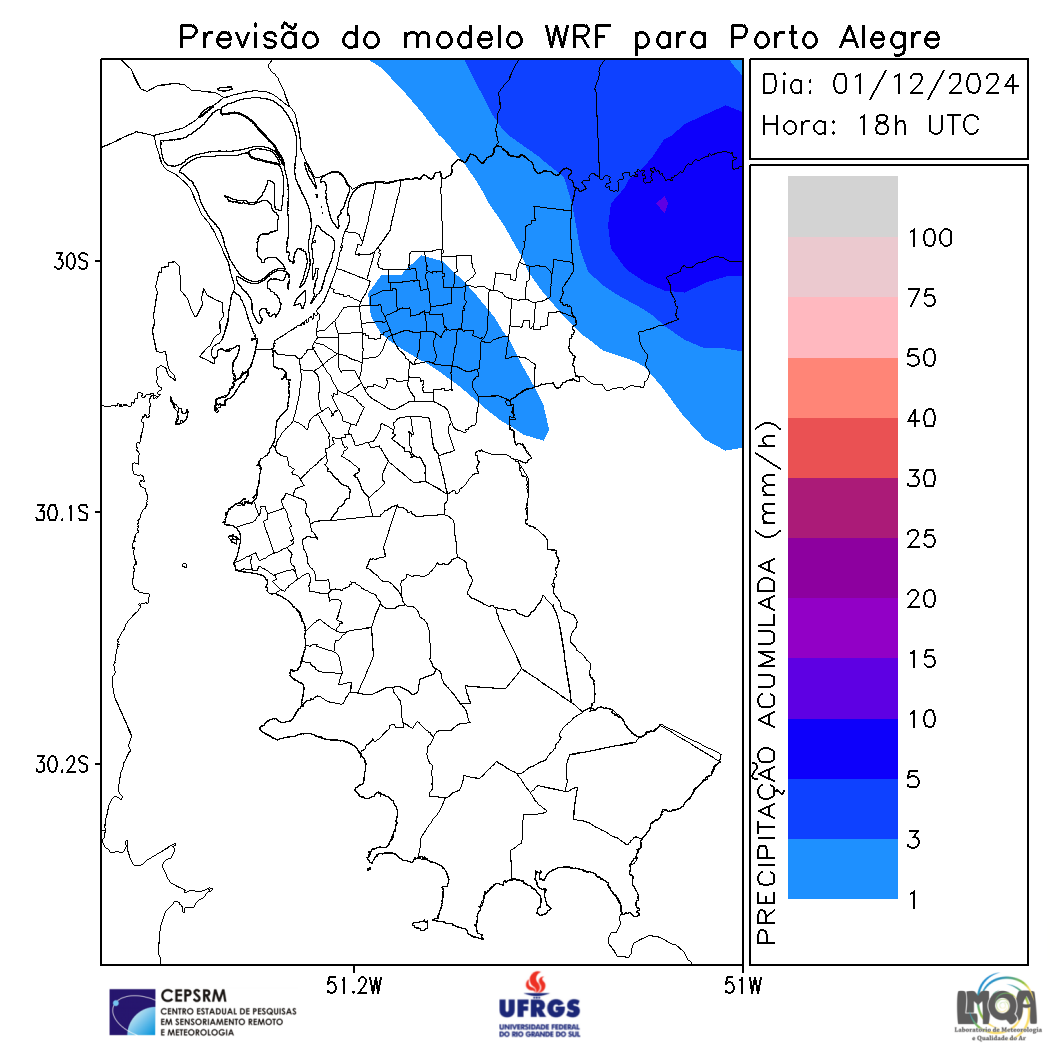 Previsão do modelo WRF para Porto Alegre
Dia: 01/12/2024
Hora: 18h UTC
30S
30.1S
30.2S
51.2W
51W
PRECIPITAÇÃO ACUMULADA (mm/h)
100
75
50
40
30
25
20
15
10
5
3
1
CEPSRM
CENTRO ESTADUAL DE PESQUISAS
EM SENSORIAMENTO REMOTO
E METEOROLOGIA
UFRGS
UNIVERSIDADE FEDERAL
DO RIO GRANDE DO SUL
LMQA
Laboratório de Meteorologia
e Qualidade do Ar